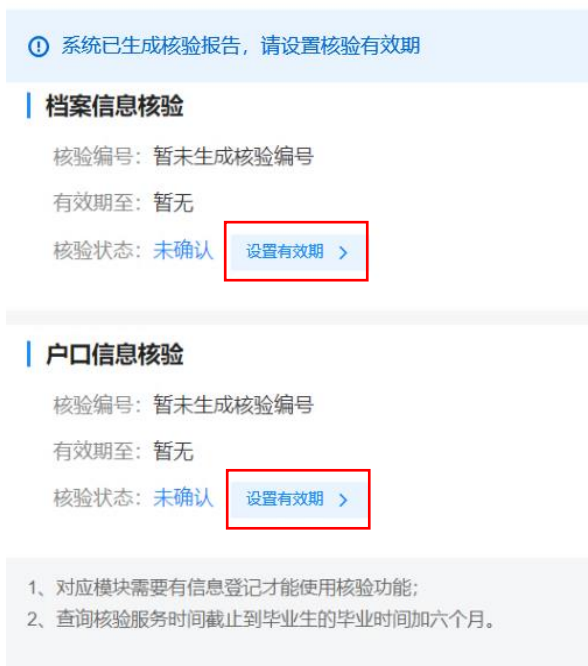 系统已生成核验报告，请设置核验有效期
档案信息核验
核验编号：暂未生成核验编号
有效期至：暂无
核验状态：未确认 设置有效期 >
户口信息核验
核验编号：暂未生成核验编号
有效期至：暂无
核验状态：未确认 设置有效期 >
1、对应模块需要有信息登记才能使用核验功能；
2、查询核验服务时间截止到毕业生的毕业时间加六个月。